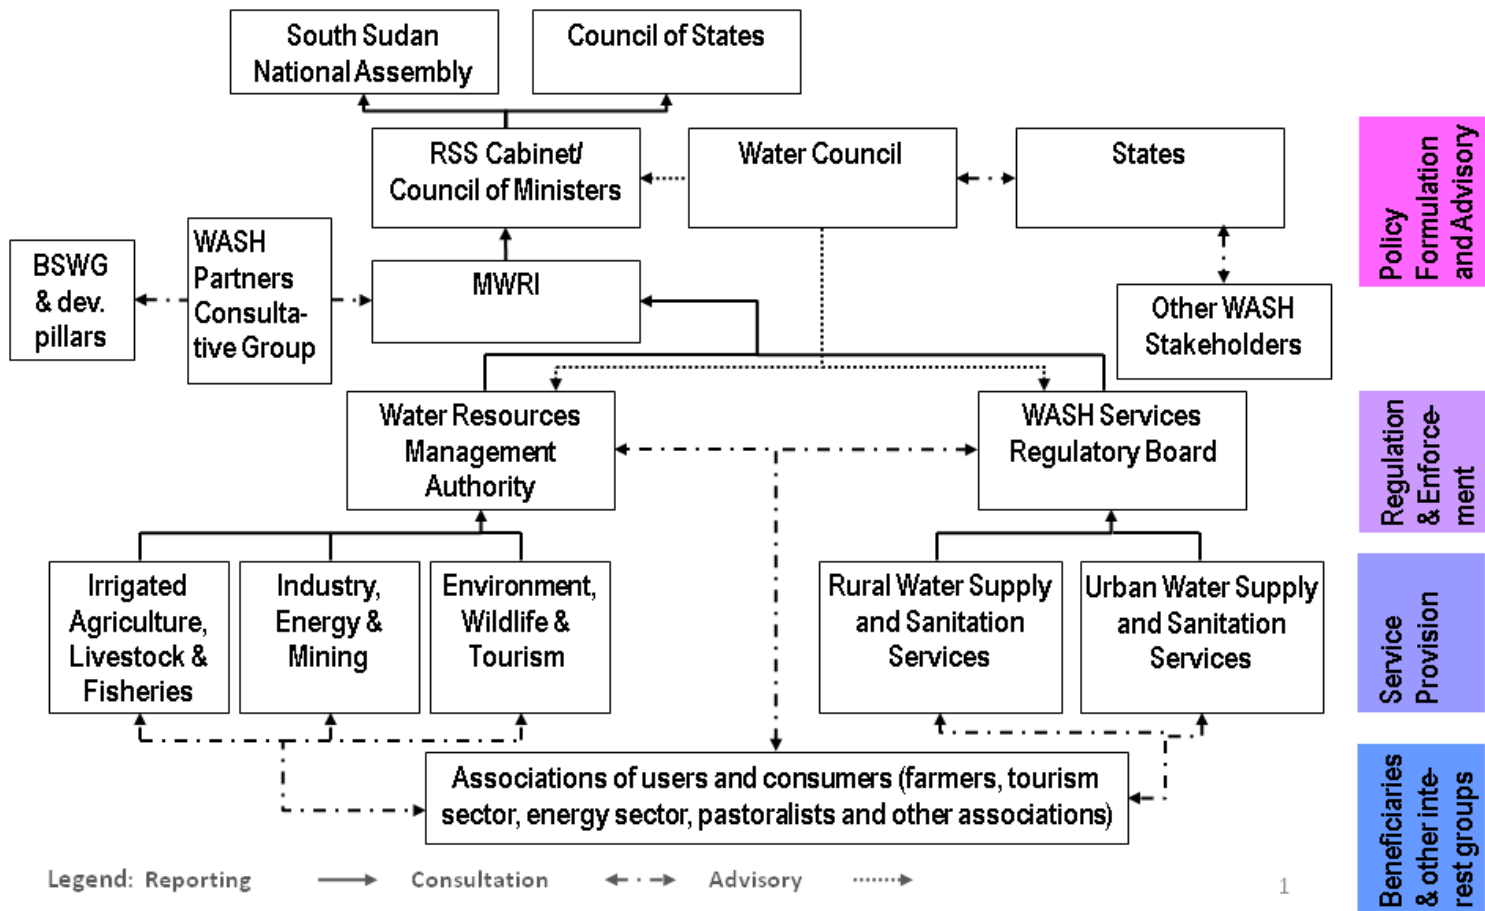 South Sudan
National Assembly
Council of States
RSS Cabinet/
Council of Ministers
Water Council
States
Policy
Formulation
and Advisory
BSWG
& dev.
pillars
WASH
Partners
Consulta-
tive Group
MWRI
Other WASH
Stakeholders
Water Resources
Management
Authority
WASH Services
Regulatory Board
Regulation
& Enforce-
ment
Irrigated
Agriculture,
Livestock &
Fisheries
Industry,
Energy &
Mining
Environment,
Wildlife &
Tourism
Rural Water Supply
and Sanitation
Services
Urban Water Supply
and Sanitation
Services
Service
Provision
Associations of users and consumers (farmers, tourism
sector, energy sector, pastoralists and other associations)
Beneficiaries
& other inte-
rest groups
Legend: Reporting Consultation Advisory
1